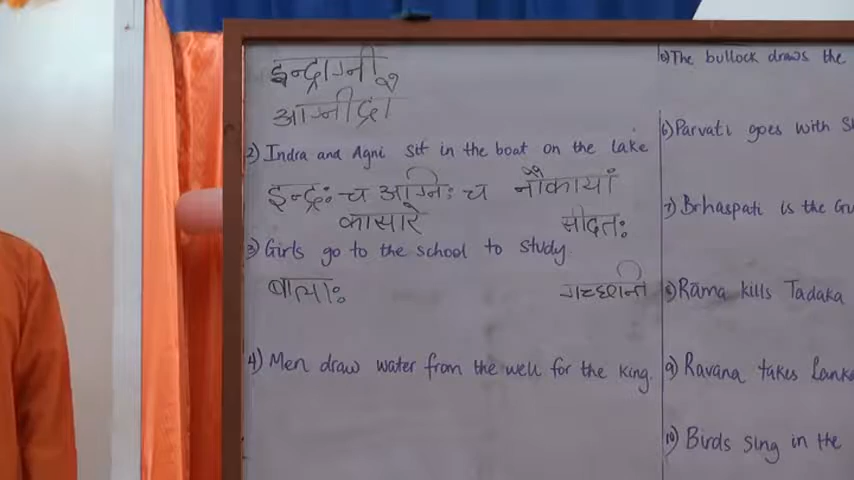 इन्द्राग्नी
आग्नीद्रौ
2) Indra and Agni sit in the boat on the lake
इन्द्रः च अग्निः च नौकायां
कासारे सीदतः
3) Girls go to the school to study
बालाः गच्छन्ति
4) Men draw water from the well for the king.
5) The bullock draws the
6) Parvati goes with
7) Brhaspati is the
8) Rama kills Tadaka
9) Ravana takes Lanka
10) Birds sing in the